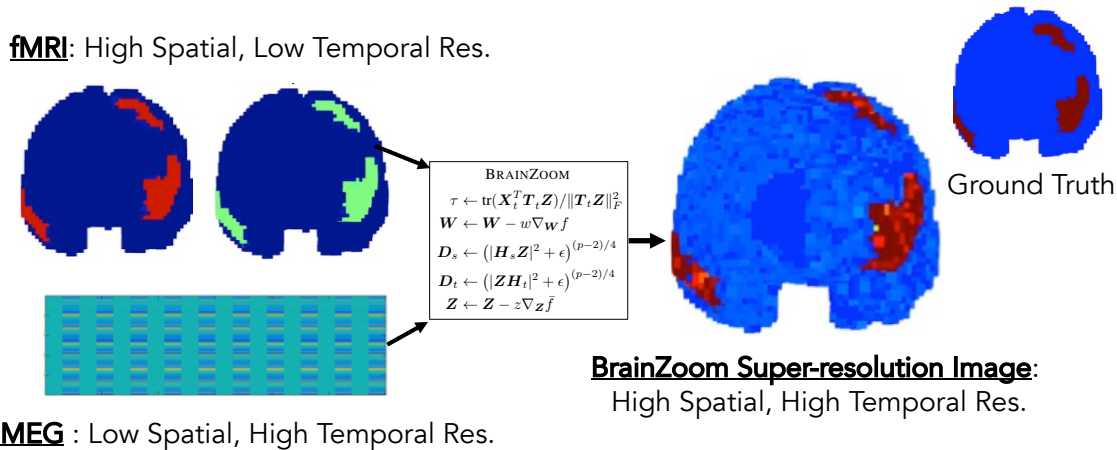 fMRI: High Spatial, Low Temporal Res.
BRAINZOOM
τ ← tr(X_t^T T_t Z)/‖T_t Z‖_F^2
W ← W − w∇_W f
D_s ← (|H_s Z|^2 + ϵ)^{(p−2)/4}
D_t ← (|Z H_t|^2 + ϵ)^{(p−2)/4}
Z ← Z − z∇_Z f̄
Ground Truth
BrainZoom Super-resolution Image:
High Spatial, High Temporal Res.
MEG : Low Spatial, High Temporal Res.